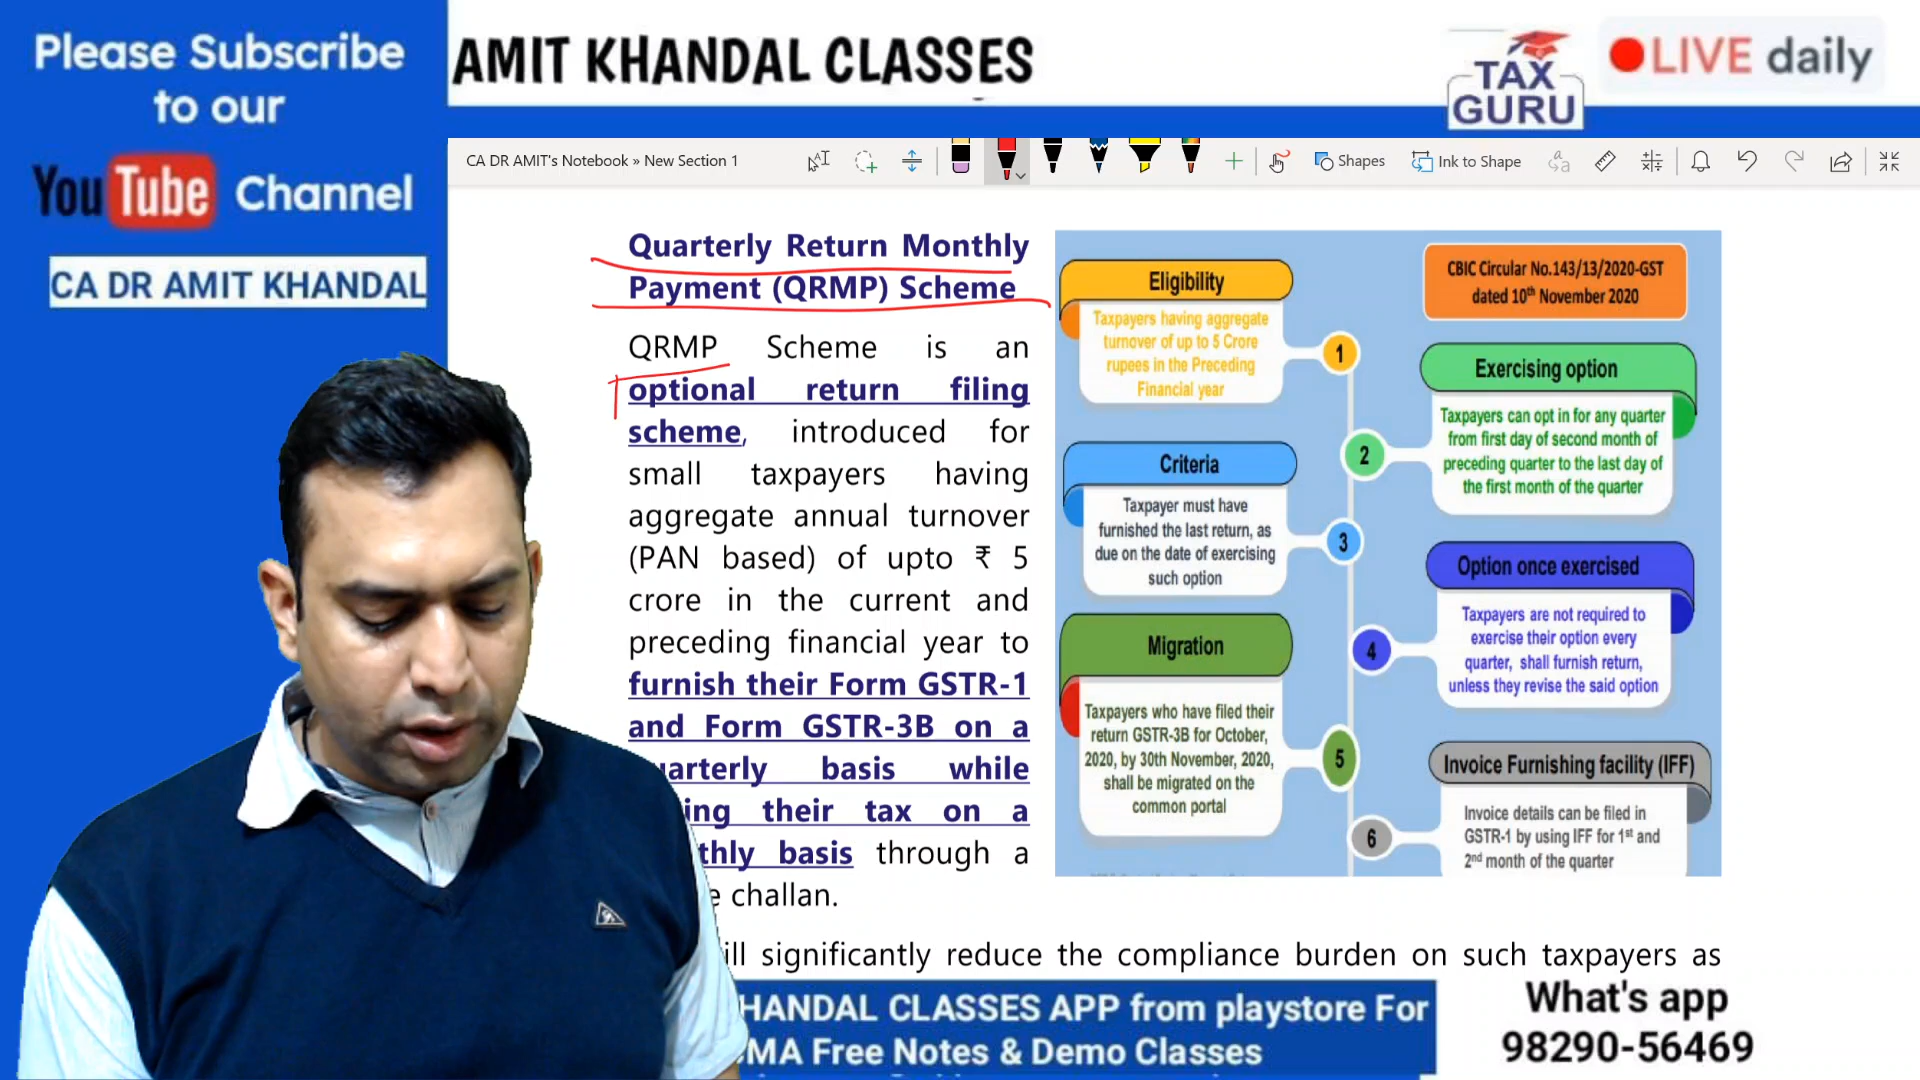 Please Subscribe
to our
YouTube Channel
CA DR AMIT KHANDAL
AMIT KHANDAL CLASSES
TAX
GURU
LIVE daily
CA DR AMIT's Notebook » New Section 1
Shapes
Ink to Shape
Quarterly Return Monthly
Payment (QRMP) Scheme
QRMP Scheme is an
optional return filing
scheme, introduced for
small taxpayers having
aggregate annual turnover
(PAN based) of upto ₹ 5
crore in the current and
preceding financial year to
furnish their Form GSTR-1
and Form GSTR-3B on a
uarterly basis while
ing their tax on a
thly basis through a
e challan.
ill significantly reduce the compliance burden on such taxpayers as
Eligibility
Taxpayers having aggregate
turnover of up to 5 Crore
rupees in the Preceding
Financial year
1
CBIC Circular No.143/13/2020-GST
dated 10th November 2020
Exercising option
Taxpayers can opt in for any quarter
from first day of second month of
preceding quarter to the last day of
the first month of the quarter
2
Criteria
Taxpayer must have
furnished the last return, as
due on the date of exercising
such option
3
Option once exercised
Taxpayers are not required to
exercise their option every
quarter, shall furnish return,
unless they revise the said option
4
Migration
Taxpayers who have filed their
return GSTR-3B for October,
2020, by 30th November, 2020,
shall be migrated on the
common portal
5
Invoice Furnishing facility (IFF)
Invoice details can be filed in
GSTR-1 by using IFF for 1st and
2nd month of the quarter
6
HANDAL CLASSES APP from playstore For
MA Free Notes & Demo Classes
What's app
98290-56469